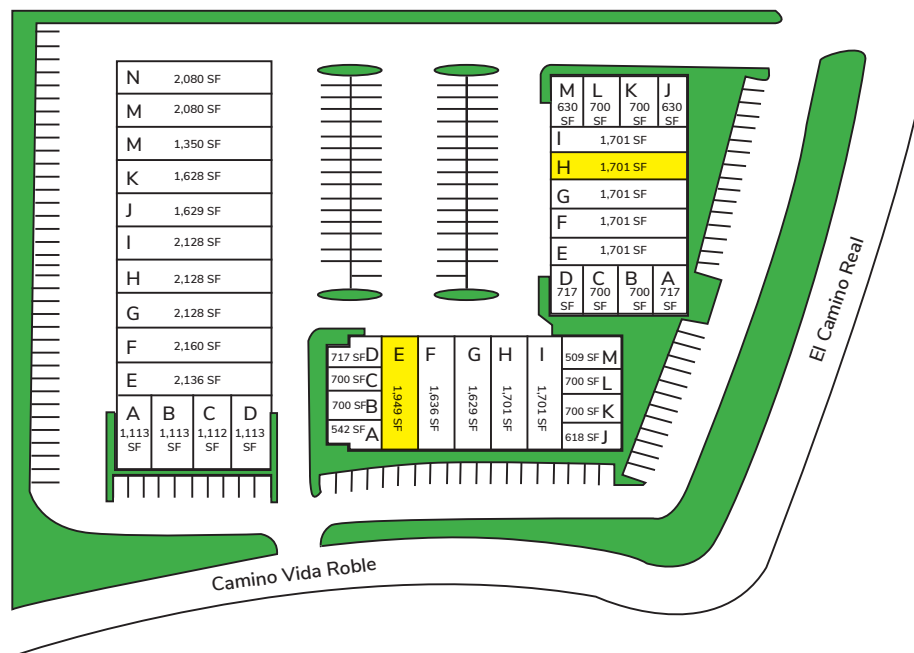 N 2,080 SF
M 2,080 SF
M 1,350 SF
K 1,628 SF
J 1,629 SF
I 2,128 SF
H 2,128 SF
G 2,128 SF
F 2,160 SF
E 2,136 SF
A B C D
1,113 1,113 1,112 1,113
SF SF SF SF
M L K J
630 700 700 630
SF SF SF SF
I 1,701 SF
H 1,701 SF
G 1,701 SF
F 1,701 SF
E 1,701 SF
D C B A
717 700 700 717
SF SF SF SF
717 SF D
700 SF C
700 SF B
542 SF A
E 1,949 SF
F 1,636 SF
G 1,629 SF
H 1,701 SF
I 1,701 SF
509 SF M
700 SF L
700 SF K
618 SF J
El Camino Real
Camino Vida Roble